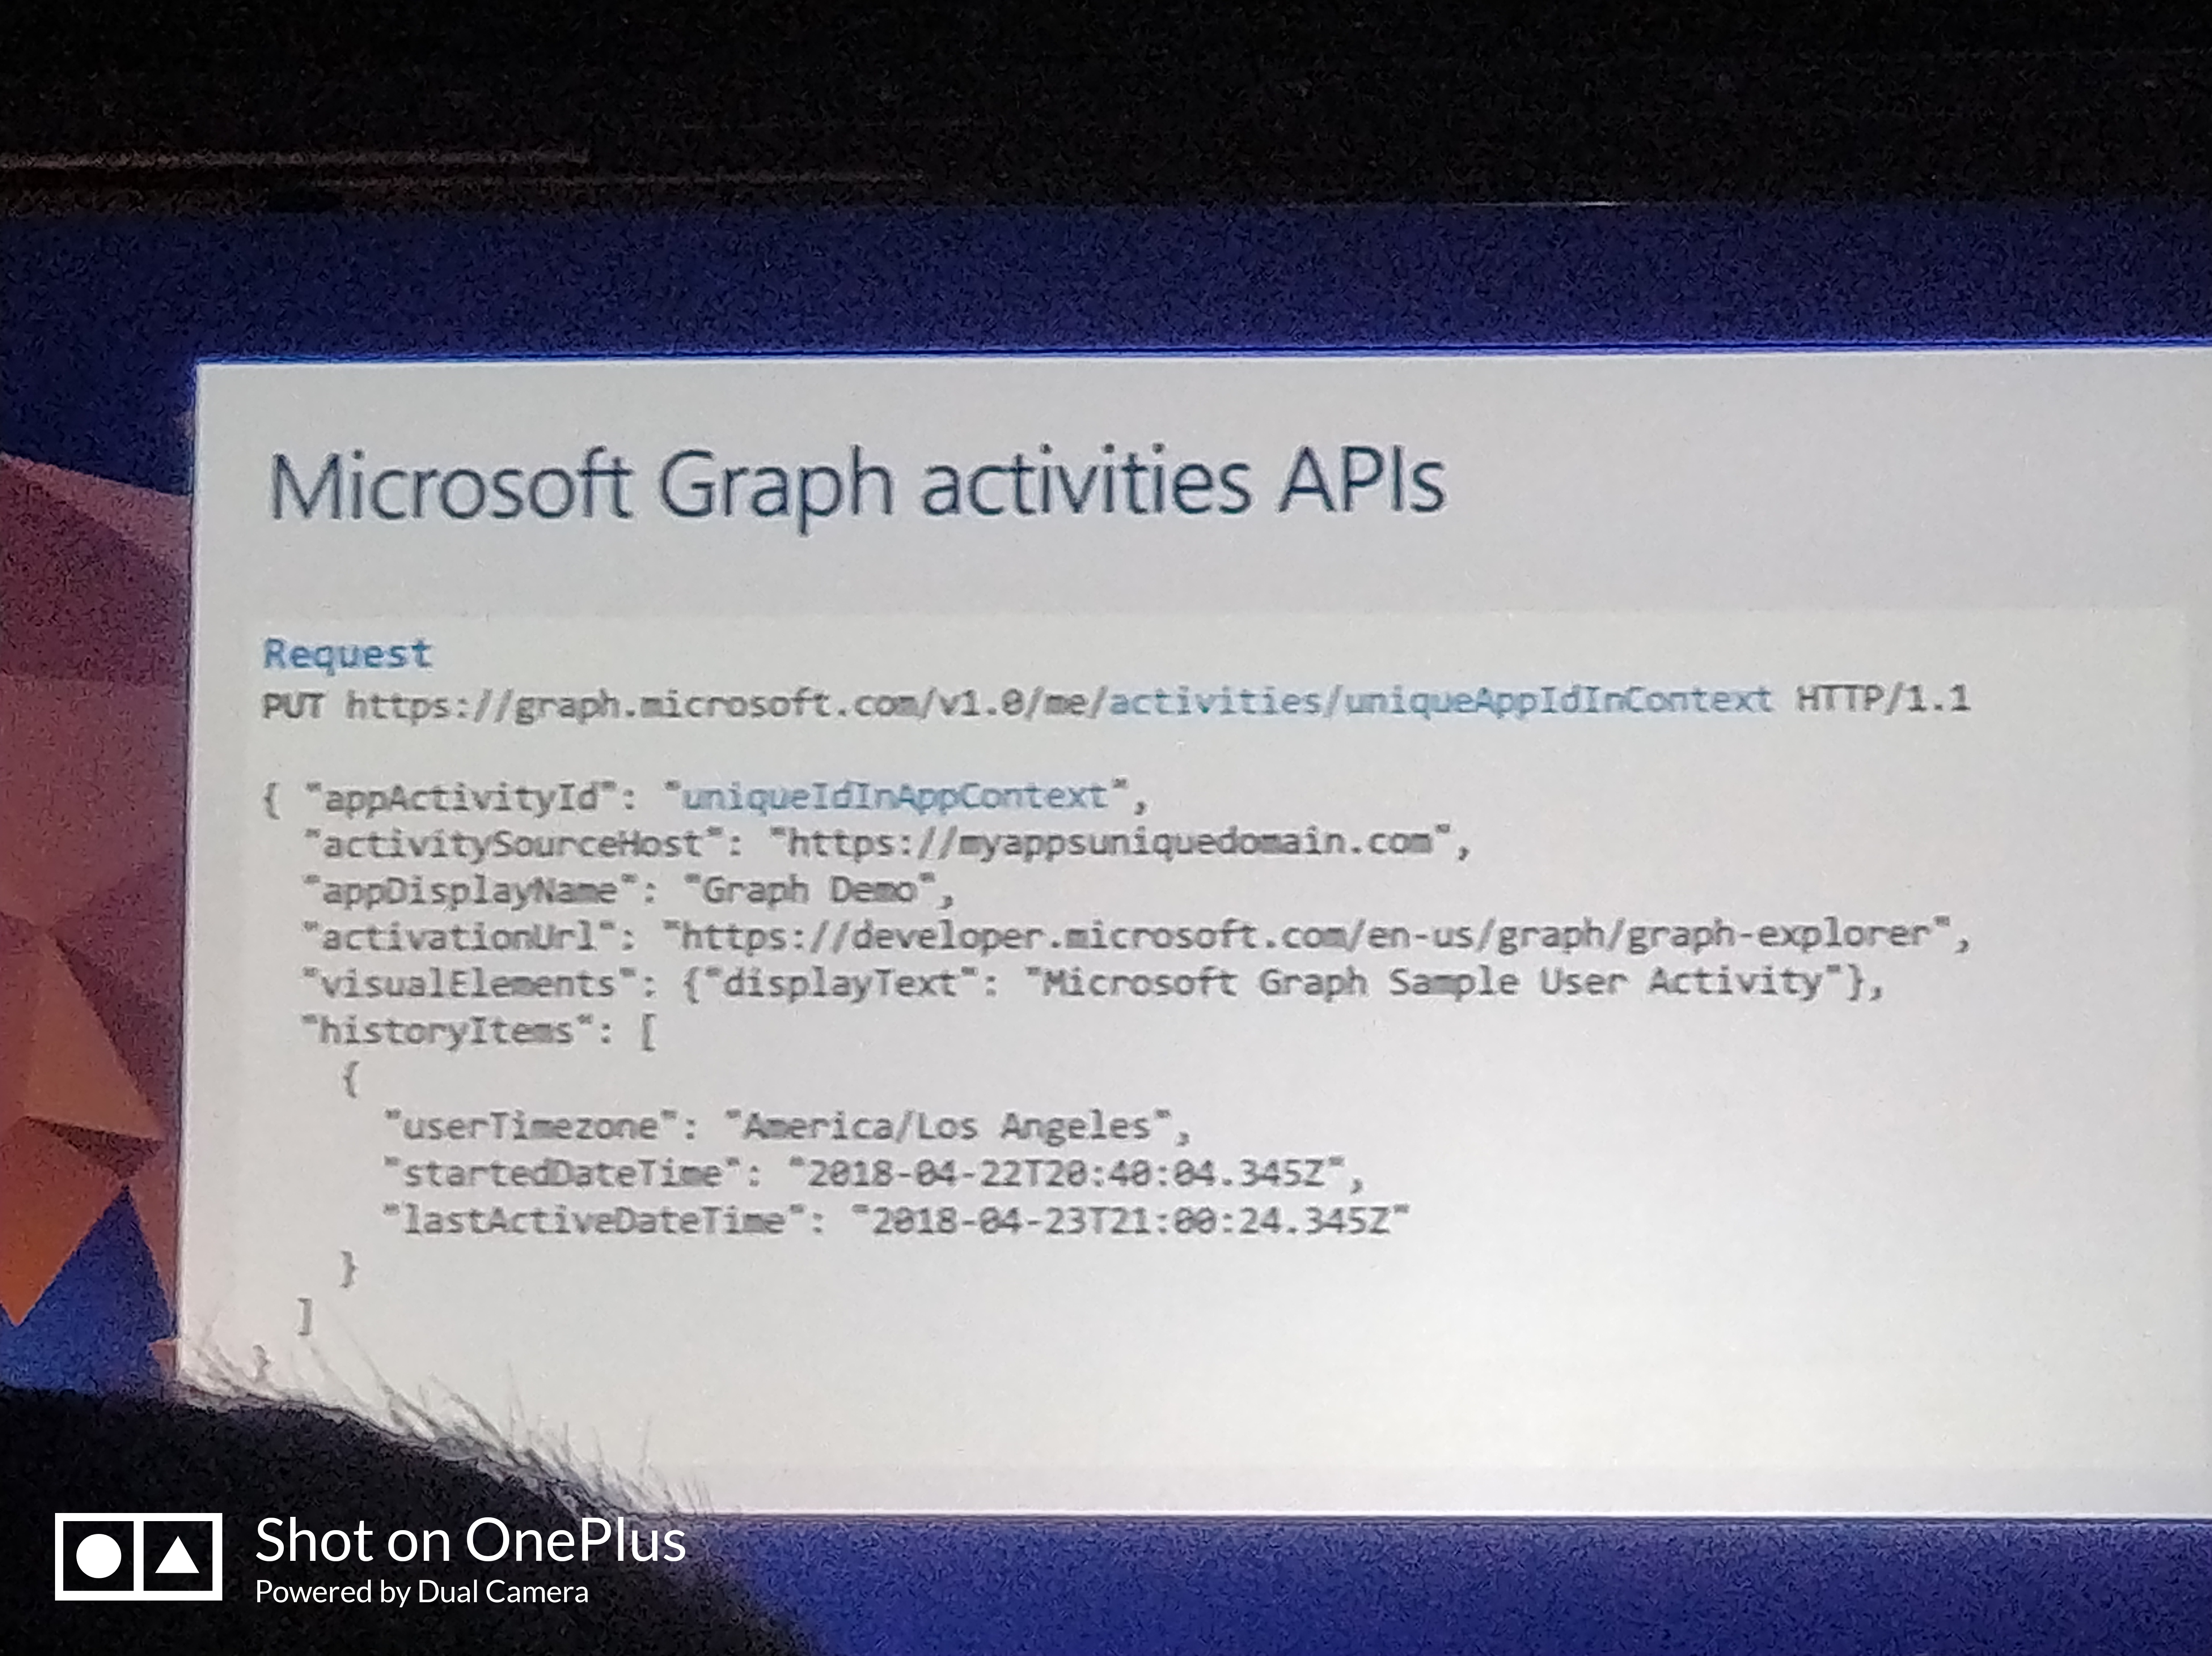 Microsoft Graph activities APIs
Request
PUT https://graph.microsoft.com/v1.0/me/activities/uniqueAppIdInContext HTTP/1.1
{ "appActivityId": "uniqueIdInAppContext",
"activitySourceHost": "https://myappsuniquedomain.com",
"appDisplayName": "Graph Demo",
"activationUrl": "https://developer.microsoft.com/en-us/graph/graph-explorer",
"visualElements": {"displayText": "Microsoft Graph Sample User Activity"},
"historyItems": [
{
"userTimezone": "America/Los Angeles",
"startedDateTime": "2018-04-22T20:40:04.345Z",
"lastActiveDateTime": "2018-04-23T21:00:24.345Z"
}
]
}
Shot on OnePlus
Powered by Dual Camera